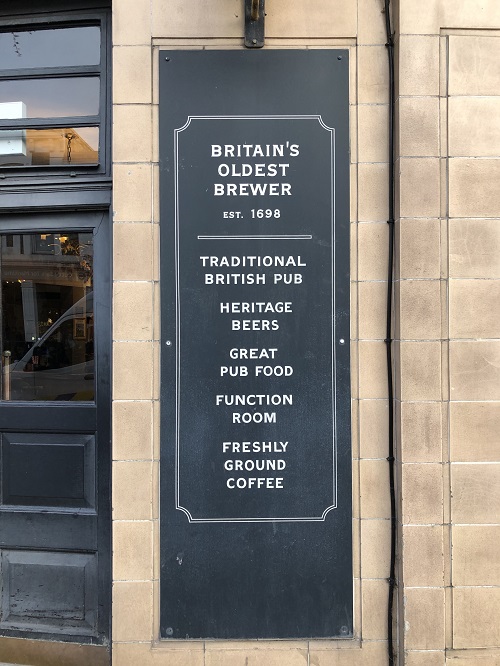 BRITAIN'S
OLDEST
BREWER
EST. 1698
TRADITIONAL
BRITISH PUB
HERITAGE
BEERS
GREAT
PUB FOOD
FUNCTION
ROOM
FRESHLY
GROUND
COFFEE